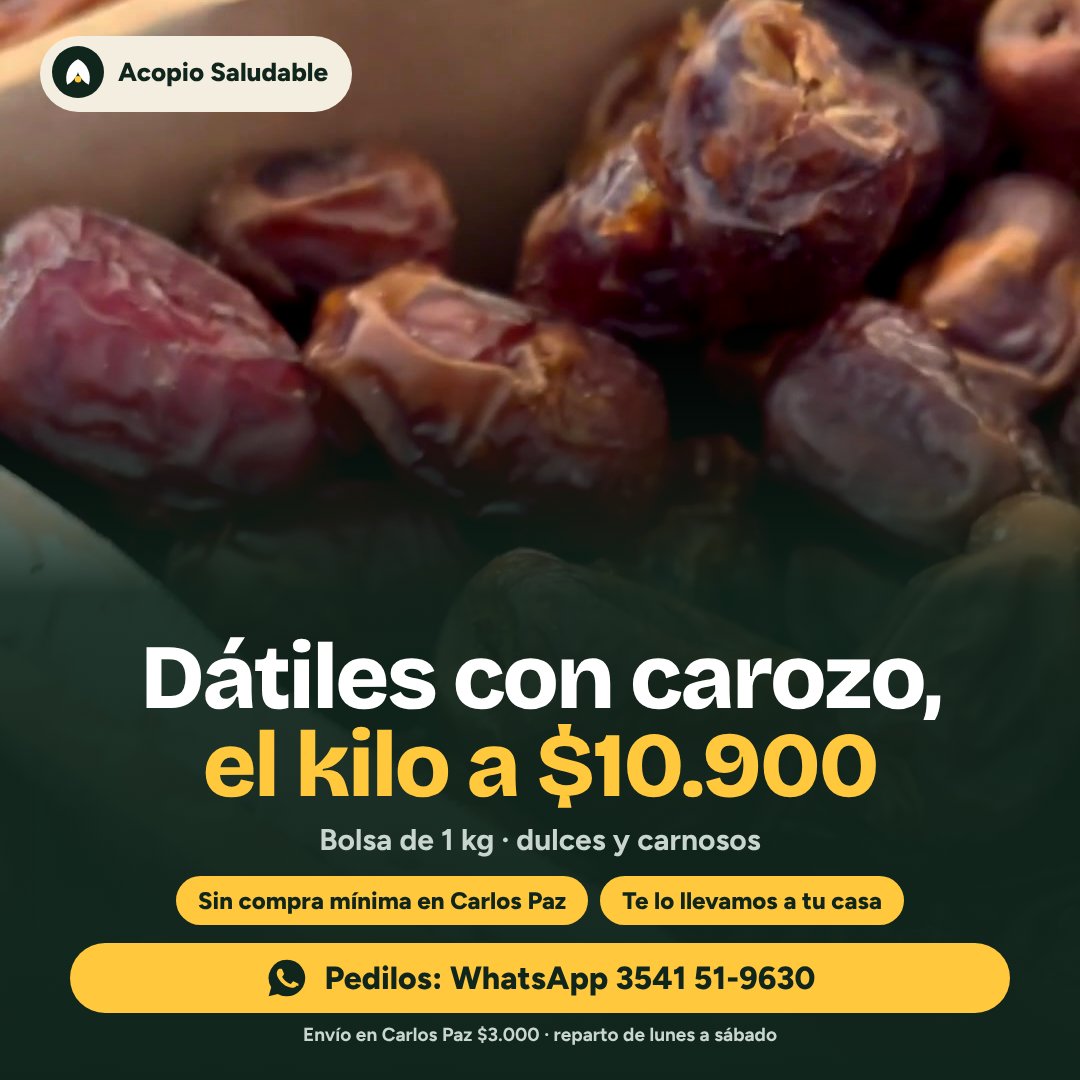 Acopio Saludable
Dátiles con carozo,
el kilo a $10.900
Bolsa de 1 kg · dulces y carnosos
Sin compra mínima en Carlos Paz
Te lo llevamos a tu casa
Pedilos: WhatsApp 3541 51-9630
Envío en Carlos Paz $3.000 · reparto de lunes a sábado